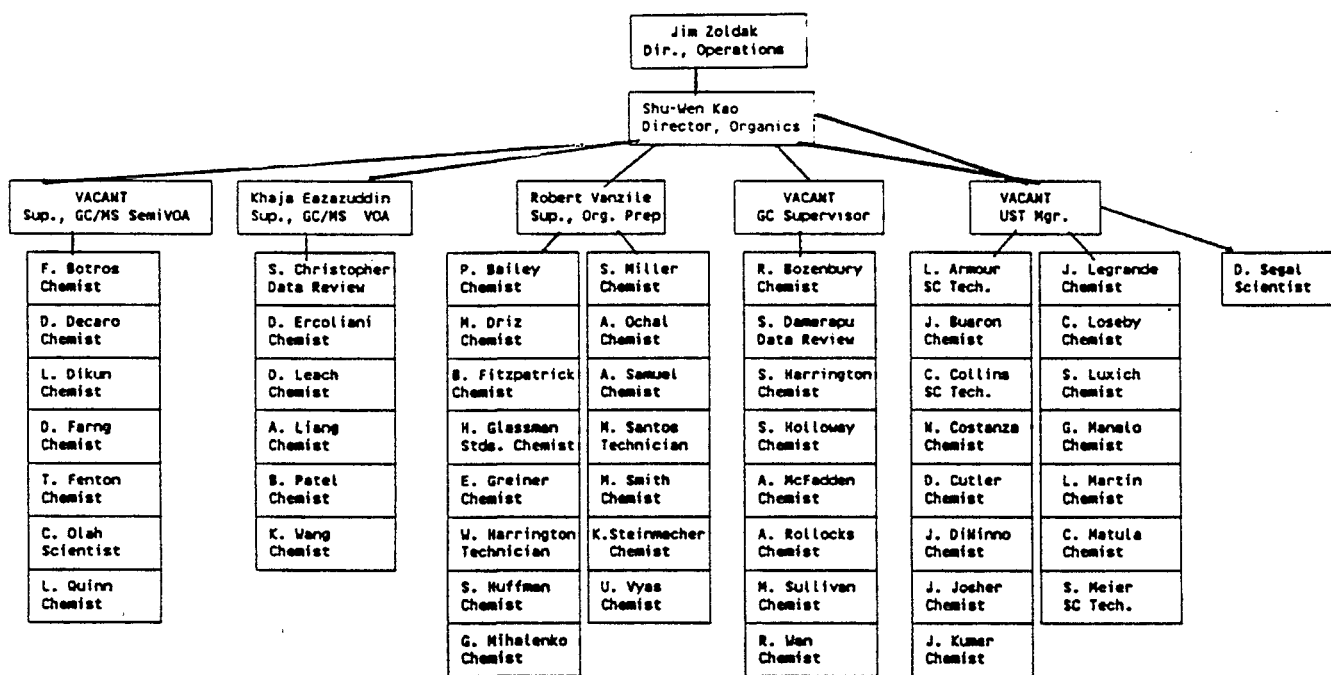 Jim Zoldak
Dir., Operations
Shu-Wen Kao
Director, Organics
VACANT
Sup., GC/MS SemiVOA
Khaja Eazazuddin
Sup., GC/MS VOA
Robert Vanzile
Sup., Org. Prep
VACANT
GC Supervisor
VACANT
UST Mgr.
F. Botros
Chemist
D. Decaro
Chemist
L. Dikun
Chemist
D. Farng
Chemist
T. Fenton
Chemist
C. Olah
Scientist
L. Quinn
Chemist
S. Christopher
Data Review
D. Ercoliani
Chemist
D. Leach
Chemist
A. Liang
Chemist
B. Patel
Chemist
K. Wang
Chemist
P. Bailey
Chemist
M. Driz
Chemist
B. Fitzpatrick
Chemist
H. Glassman
Stds. Chemist
E. Greiner
Chemist
W. Harrington
Technician
S. Huffman
Chemist
G. Mihalenko
Chemist
S. Miller
Chemist
A. Ochal
Chemist
A. Samuel
Chemist
M. Santos
Technician
M. Smith
Chemist
K.Steinmacher
Chemist
U. Vyas
Chemist
R. Bozenbury
Chemist
S. Damarapu
Data Review
S. Harrington
Chemist
S. Holloway
Chemist
A. McFadden
Chemist
A. Rollocks
Chemist
M. Sullivan
Chemist
R. Wen
Chemist
L. Armour
SC Tech.
J. Buaron
Chemist
C. Collins
SC Tech.
N. Costanza
Chemist
D. Cutler
Chemist
J. DiNinno
Chemist
J. Josher
Chemist
J. Kumar
Chemist
J. Legrande
Chemist
C. Loseby
Chemist
S. Luxich
Chemist
G. Manalo
Chemist
L. Martin
Chemist
C. Matula
Chemist
S. Meier
SC Tech.
D. Segal
Scientist